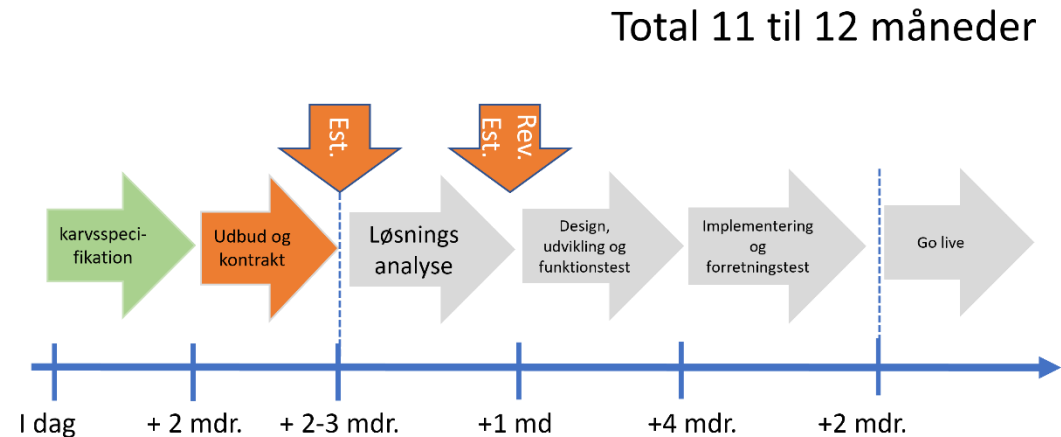 Total 11 til 12 måneder
Est.
Rev.
Est.
karvsspeci-
fikation
Udbud og
kontrakt
Løsnings
analyse
Design,
udvikling og
funktionstest
Implementering
og
forretningstest
Go live
I dag
+ 2 mdr.
+ 2-3 mdr.
+1 md
+4 mdr.
+2 mdr.